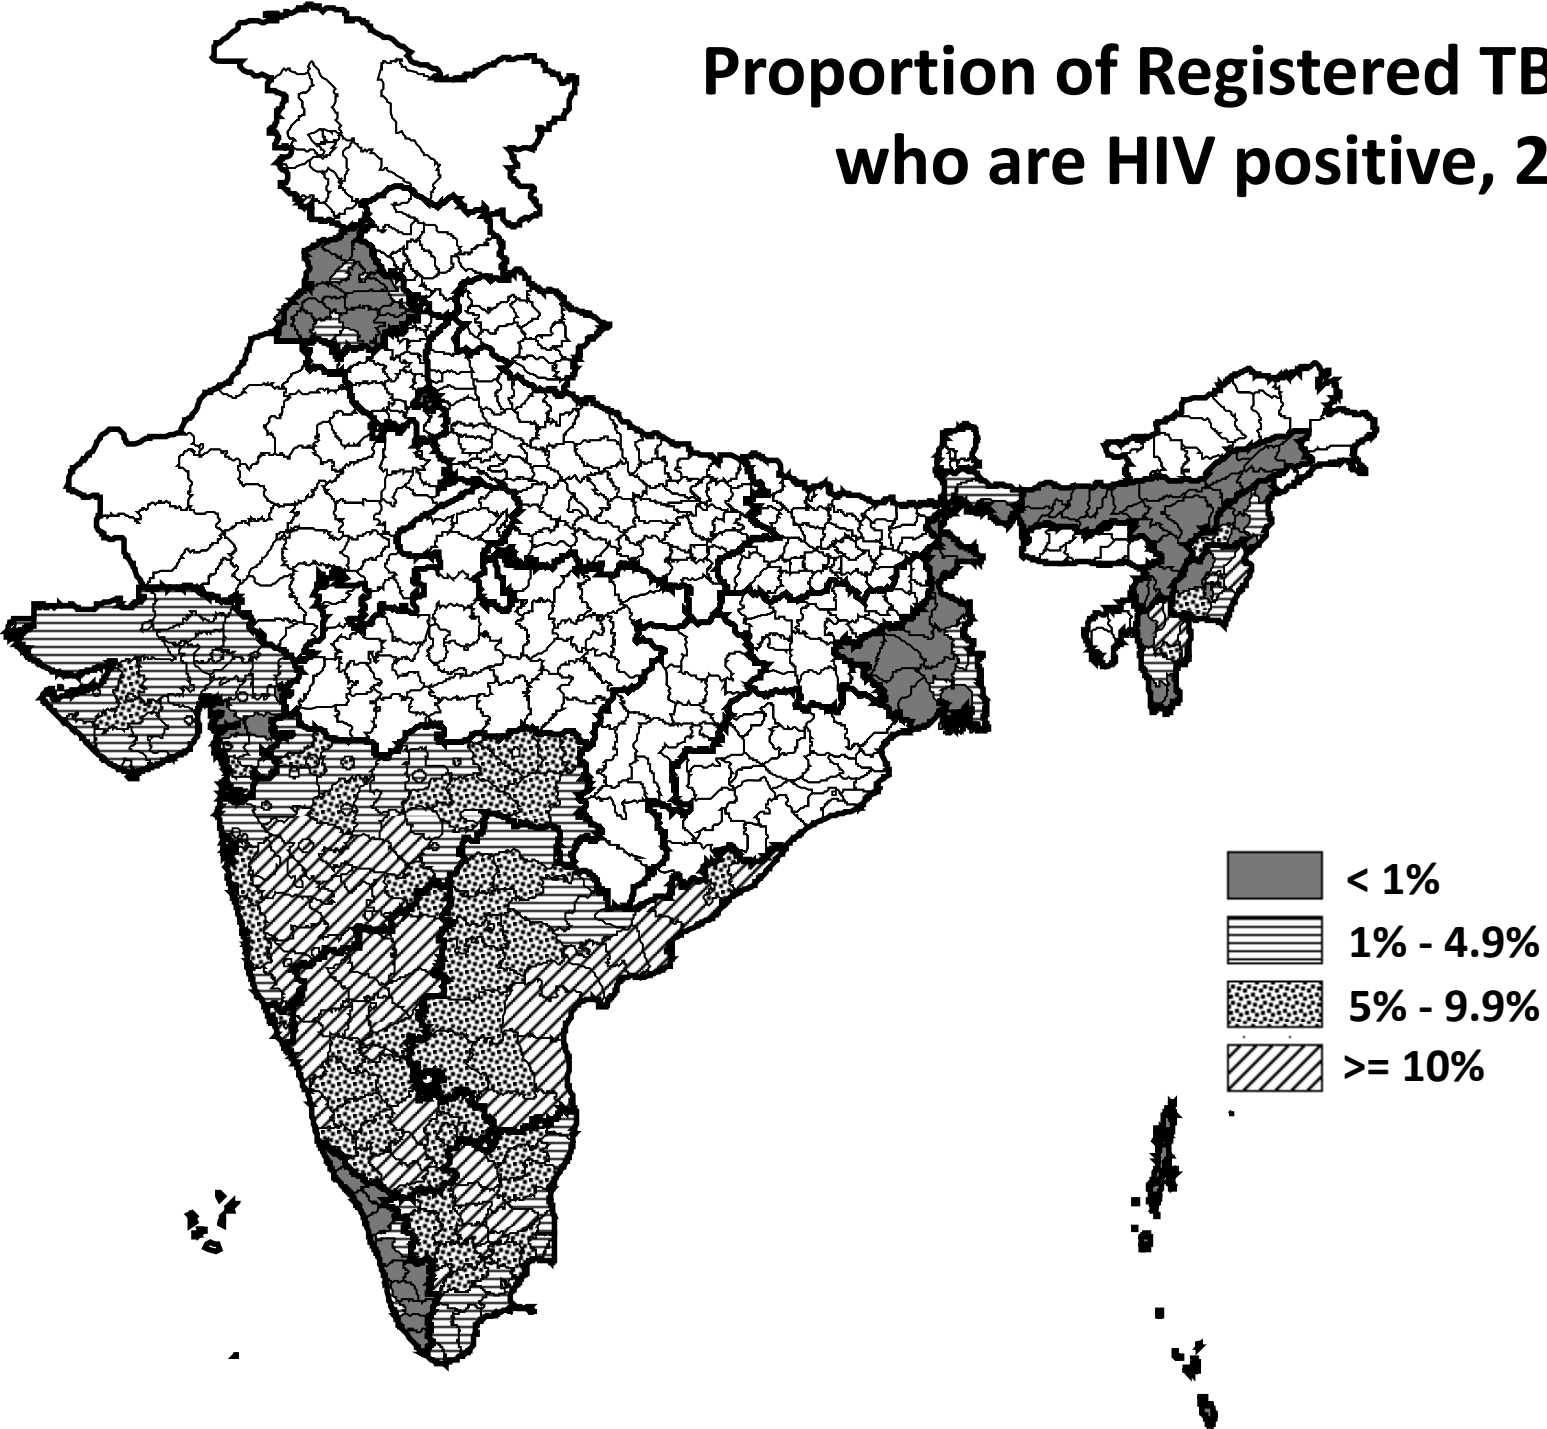 Proportion of Registered TB
who are HIV positive, 2
< 1%
1% - 4.9%
5% - 9.9%
>= 10%